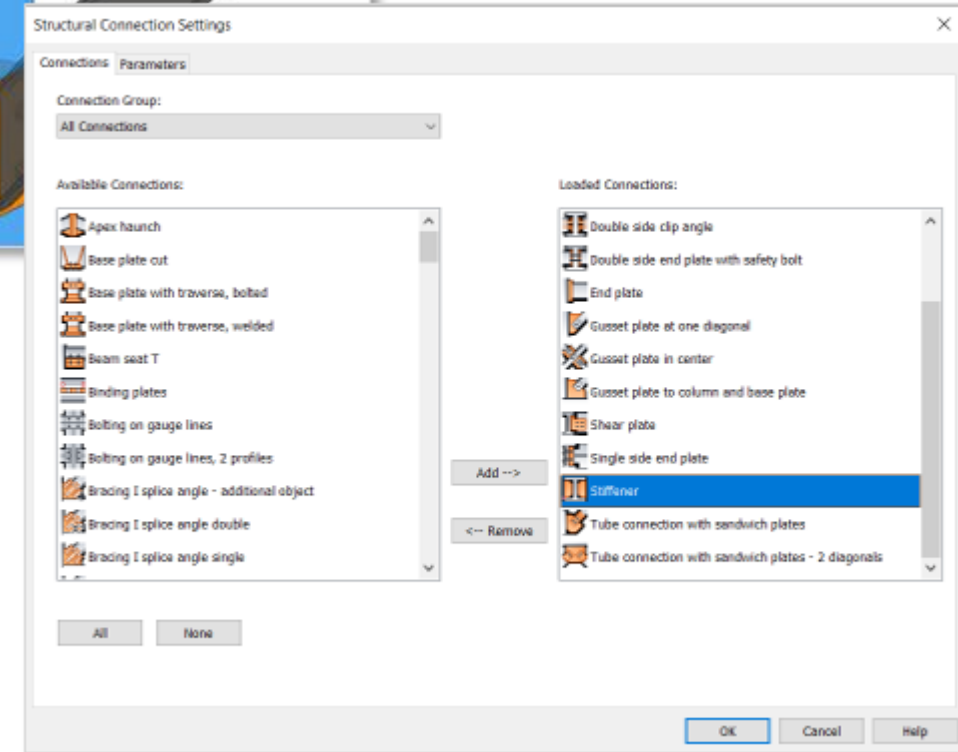 Structural Connection Settings
Connections Parameters
Connection Group:
All Connections
Available Connections:
Apex haunch
Base plate cut
Base plate with traverse, bolted
Base plate with traverse, welded
Beam seat T
Binding plates
Bolting on gauge lines
Bolting on gauge lines, 2 profiles
Bracing I splice angle - additional object
Bracing I splice angle double
Bracing I splice angle single
Add -->
<-- Remove
Loaded Connections:
Double side clip angle
Double side end plate with safety bolt
End plate
Gusset plate at one diagonal
Gusset plate in center
Gusset plate to column and base plate
Shear plate
Single side end plate
Stiffener
Tube connection with sandwich plates
Tube connection with sandwich plates - 2 diagonals
All None
OK Cancel Help